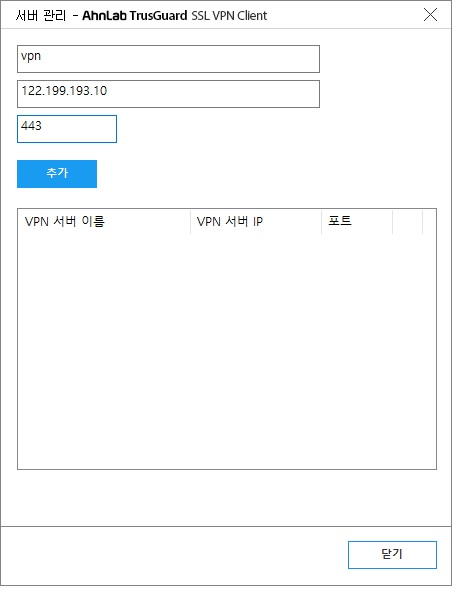 서버 관리 - AhnLab TrusGuard SSL VPN Client
vpn
122.199.193.10
443
추가
VPN 서버 이름 VPN 서버 IP 포트
닫기